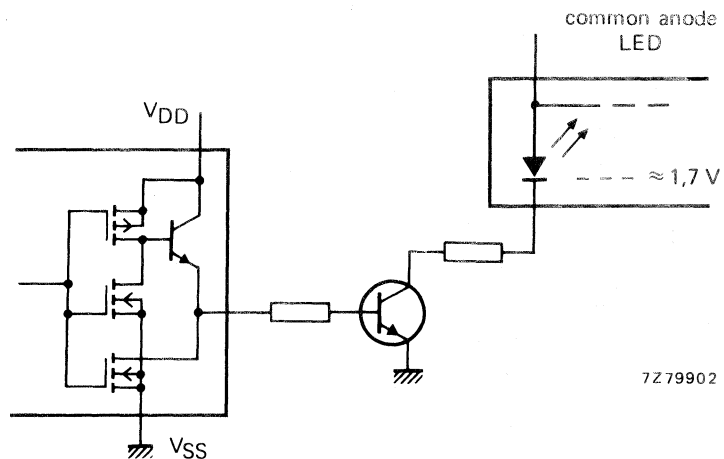 common anode
LED
VDD
≈ 1,7 V
7Z79902
VSS